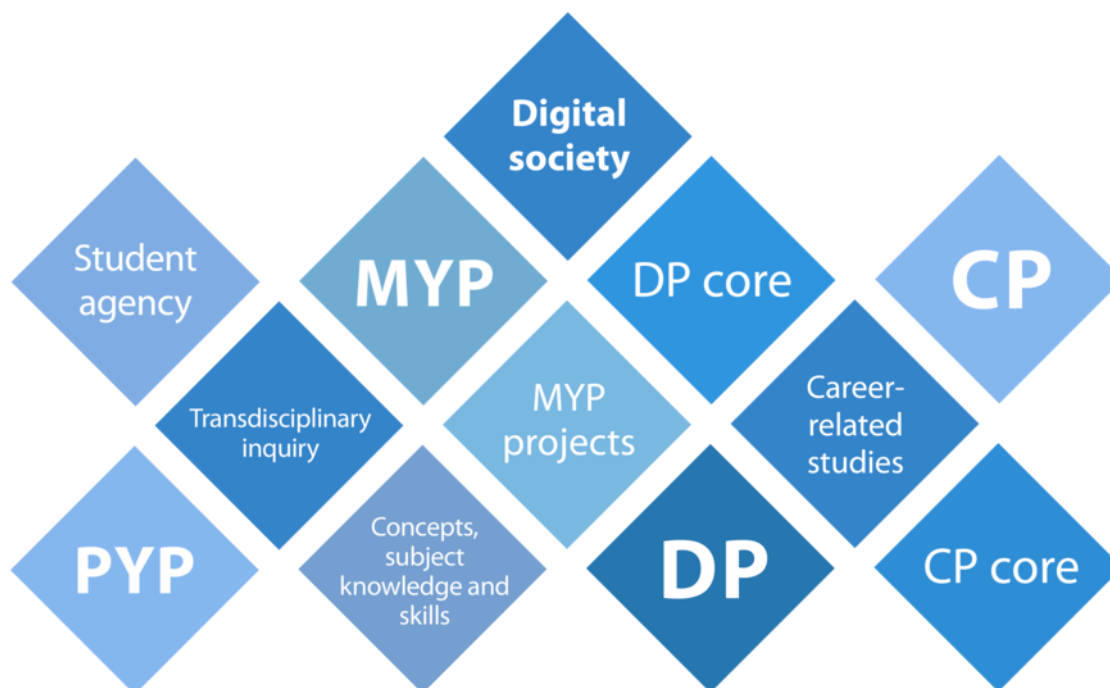 Digital
society
Student
agency
MYP
DP core
CP
Transdisciplinary
inquiry
MYP
projects
Career-
related
studies
PYP
Concepts,
subject
knowledge and
skills
DP
CP core